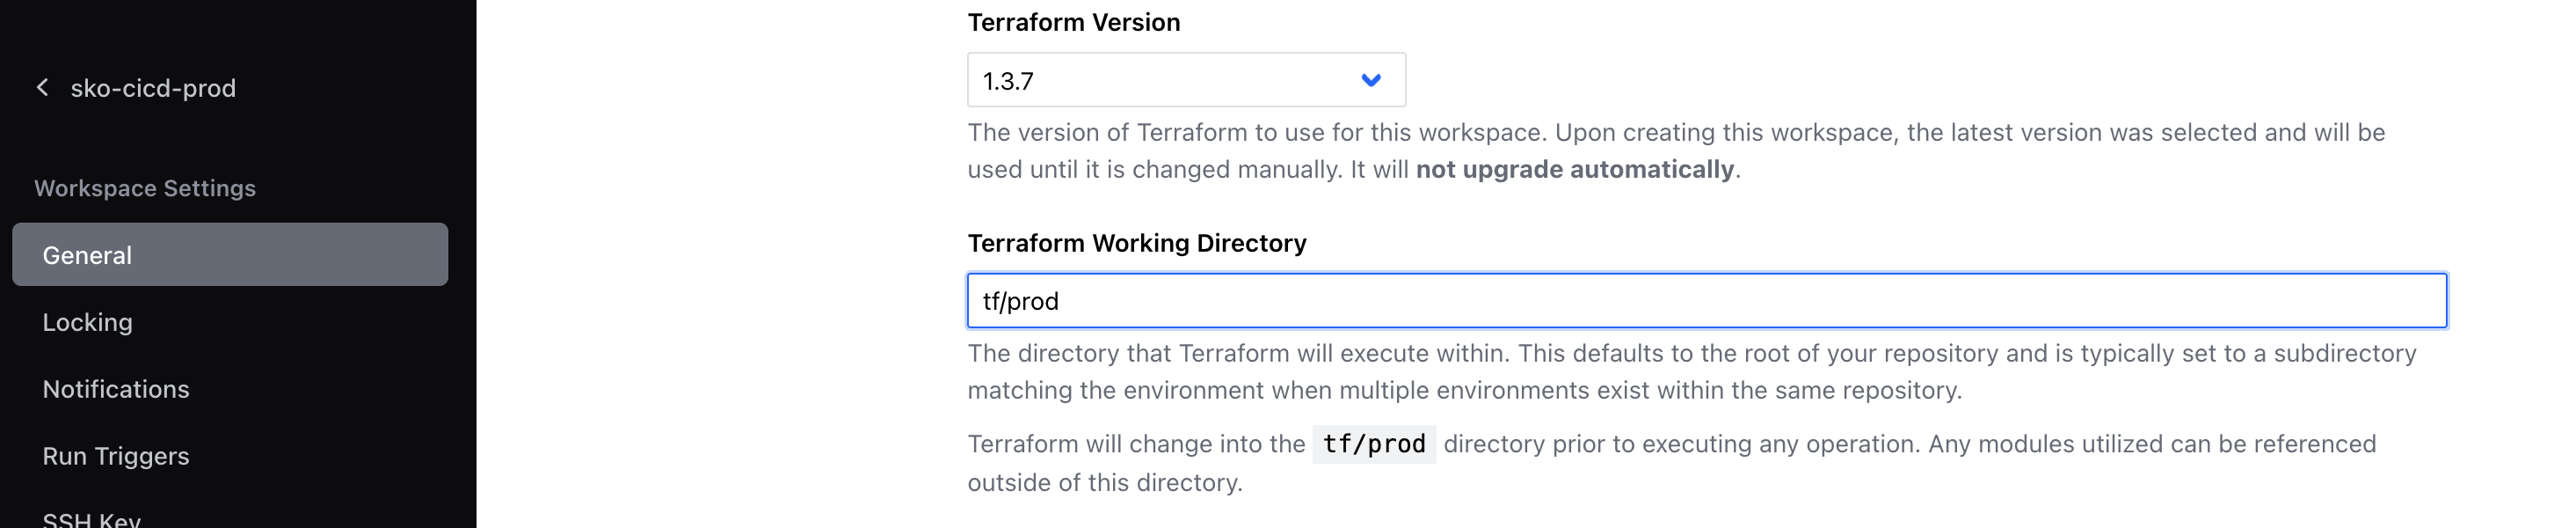 sko-cicd-prod
Workspace Settings
General
Locking
Notifications
Run Triggers
SSH Key
Terraform Version
1.3.7
The version of Terraform to use for this workspace. Upon creating this workspace, the latest version was selected and will be
used until it is changed manually. It will not upgrade automatically.
Terraform Working Directory
tf/prod
The directory that Terraform will execute within. This defaults to the root of your repository and is typically set to a subdirectory
matching the environment when multiple environments exist within the same repository.
Terraform will change into the tf/prod directory prior to executing any operation. Any modules utilized can be referenced
outside of this directory.